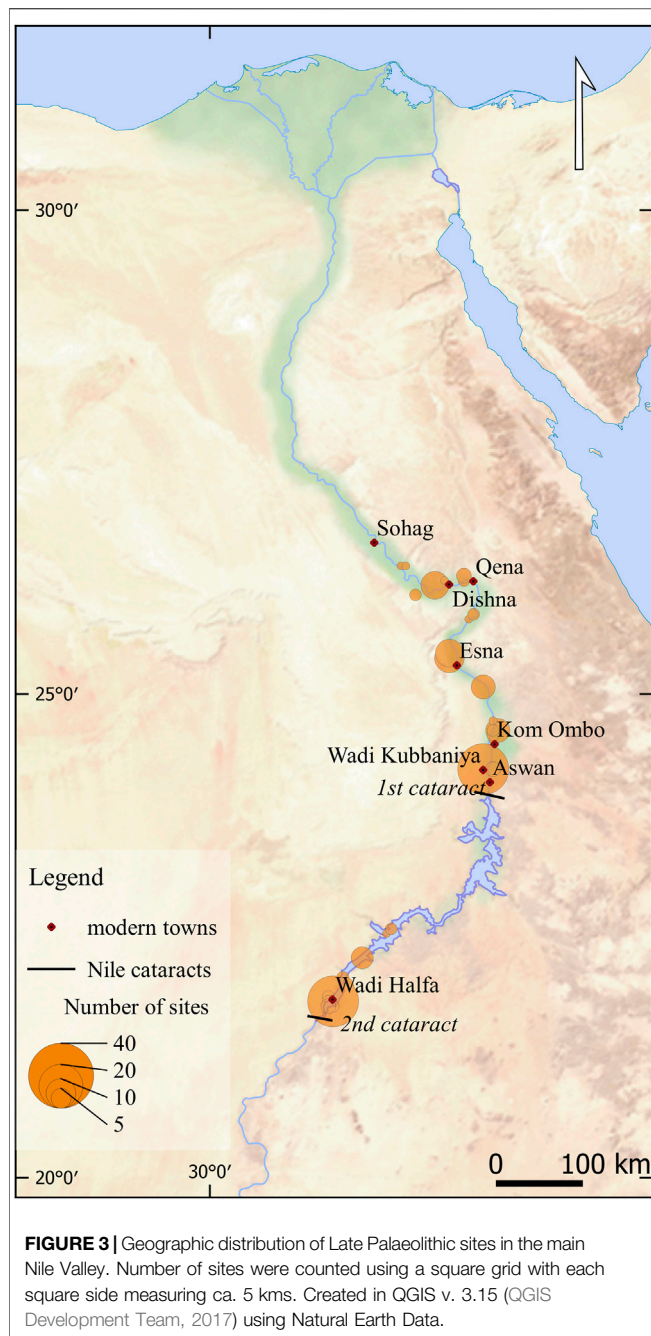 30°0′
Sohag
Qena
Dishna
Esna
25°0′
Kom Ombo
Wadi Kubbaniya
Aswan
1st cataract
Legend
modern towns
Nile cataracts
Number of sites
40
20
10
5
Wadi Halfa
2nd cataract
20°0′
30°0′
0 100 km
FIGURE 3 | Geographic distribution of Late Palaeolithic sites in the main
Nile Valley. Number of sites were counted using a square grid with each
square side measuring ca. 5 kms. Created in QGIS v. 3.15 (QGIS
Development Team, 2017) using Natural Earth Data.